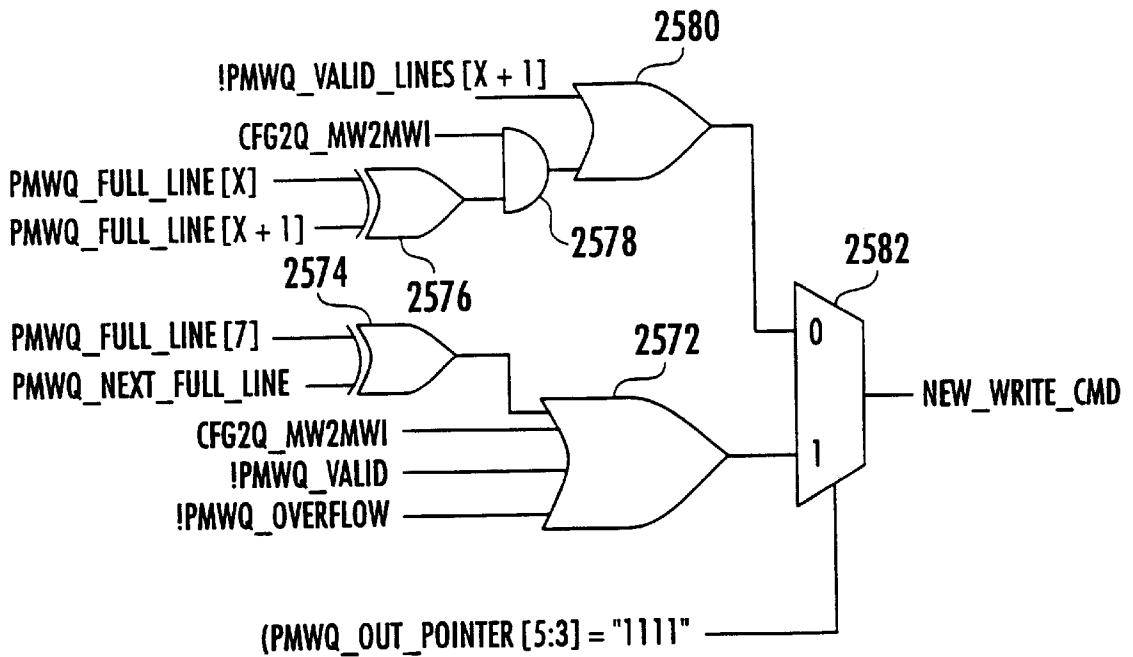 2580
!PMWQ_VALID_LINES [X + 1]
CFG2Q_MW2MWI
PMWQ_FULL_LINE [X]
PMWQ_FULL_LINE [X + 1]
2578
2576
2574
2582
PMWQ_FULL_LINE [7]
PMWQ_NEXT_FULL_LINE
2572
0
NEW_WRITE_CMD
CFG2Q_MW2MWI
!PMWQ_VALID
1
!PMWQ_OVERFLOW
(PMWQ_OUT_POINTER [5:3] = "1111"